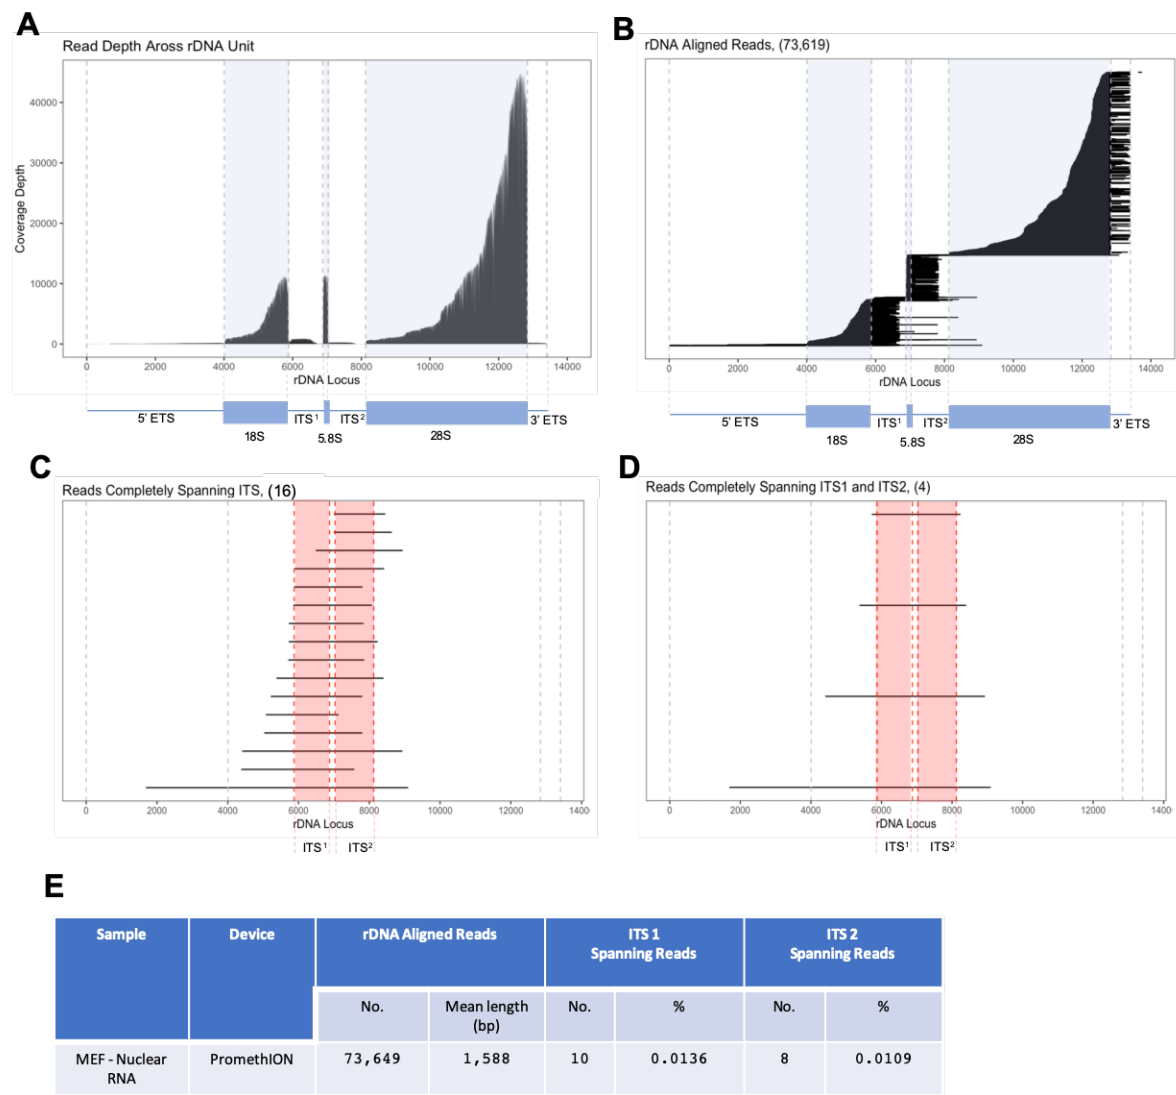 A
Read Depth Aross rDNA Unit
Coverage Depth
40000
30000
20000
10000
0
0 2000 4000 6000 8000 10000 12000 14000
rDNA Locus
5' ETS 18S ITS¹ 5.8S ITS² 28S 3' ETS
B
rDNA Aligned Reads, (73,619)
0 2000 4000 6000 8000 10000 12000 14000
rDNA Locus
5' ETS 18S ITS¹ 5.8S ITS² 28S 3' ETS
C
Reads Completely Spanning ITS, (16)
0 2000 4000 6000 8000 10000 12000 1400
rDNA Locus
ITS¹ ITS²
D
Reads Completely Spanning ITS1 and ITS2, (4)
0 2000 4000 6000 8000 10000 12000 1400
rDNA Locus
ITS¹ ITS²
E
Sample Device rDNA Aligned Reads ITS 1 ITS 2
Spanning Reads Spanning Reads
No. Mean length No. % No. %
(bp)
MEF - Nuclear PromethION 73,649 1,588 10 0.0136 8 0.0109
RNA